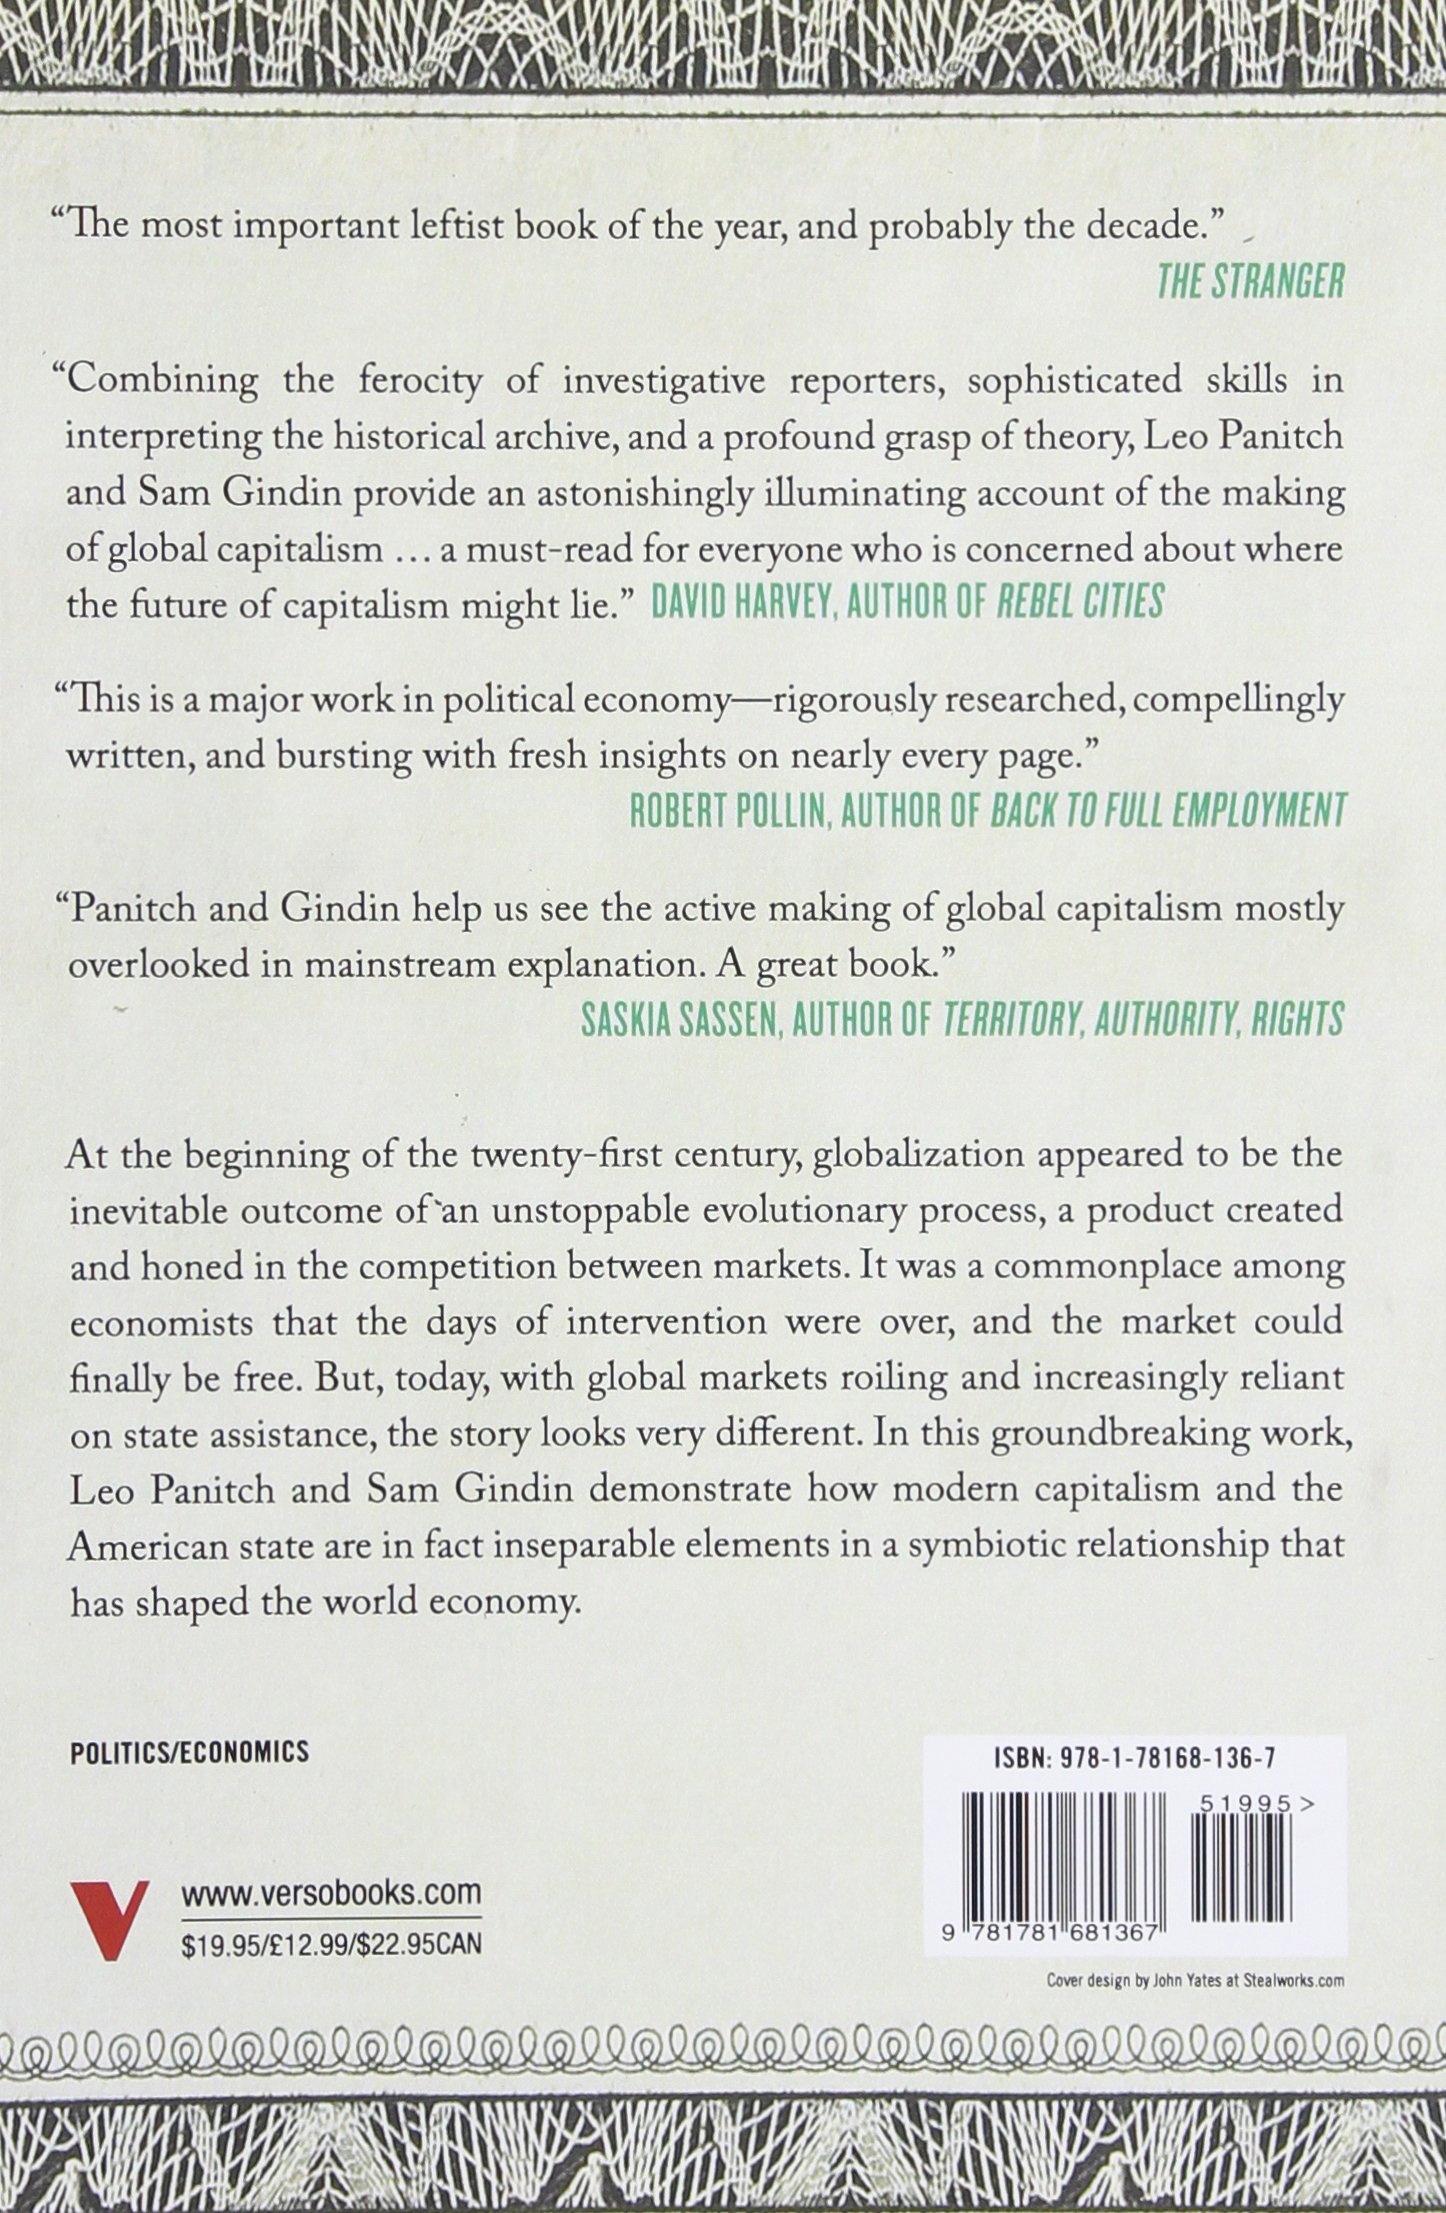 “The most important leftist book of the year, and probably the decade.”
THE STRANGER
“Combining the ferocity of investigative reporters, sophisticated skills in
interpreting the historical archive, and a profound grasp of theory, Leo Panitch
and Sam Gindin provide an astonishingly illuminating account of the making
of global capitalism … a must-read for everyone who is concerned about where
the future of capitalism might lie.” DAVID HARVEY, AUTHOR OF REBEL CITIES
“This is a major work in political economy—rigorously researched, compellingly
written, and bursting with fresh insights on nearly every page.”
ROBERT POLLIN, AUTHOR OF BACK TO FULL EMPLOYMENT
“Panitch and Gindin help us see the active making of global capitalism mostly
overlooked in mainstream explanation. A great book.”
SASKIA SASSEN, AUTHOR OF TERRITORY, AUTHORITY, RIGHTS
At the beginning of the twenty-first century, globalization appeared to be the
inevitable outcome of an unstoppable evolutionary process, a product created
and honed in the competition between markets. It was a commonplace among
economists that the days of intervention were over, and the market could
finally be free. But, today, with global markets roiling and increasingly reliant
on state assistance, the story looks very different. In this groundbreaking work,
Leo Panitch and Sam Gindin demonstrate how modern capitalism and the
American state are in fact inseparable elements in a symbiotic relationship that
has shaped the world economy.
POLITICS/ECONOMICS
ISBN: 978-1-78168-136-7
51995>
9 781781 681367
www.versobooks.com
$19.95/£12.99/$22.95CAN
Cover design by John Yates at Stealworks.com